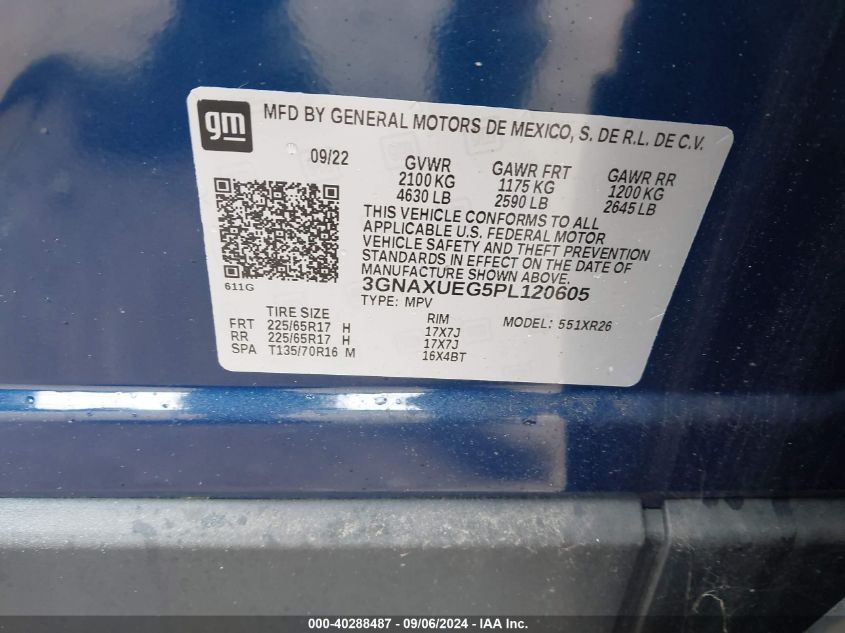 gm
MFD BY GENERAL MOTORS DE MEXICO, S. DE R.L. DE C.V.
09/22 GVWR GAWR FRT GAWR RR
2100 KG 1175 KG 1200 KG
4630 LB 2590 LB 2645 LB
THIS VEHICLE CONFORMS TO ALL
APPLICABLE U.S. FEDERAL MOTOR
VEHICLE SAFETY AND THEFT PREVENTION
STANDARDS IN EFFECT ON THE DATE OF
MANUFACTURE SHOWN ABOVE.
611G
3GNAXUEG5PL120605
TYPE: MPV
TIRE SIZE RIM MODEL: 551XR26
FRT 225/65R17 H 17X7J
RR 225/65R17 H 17X7J
SPA T135/70R16 M 16X4BT
000-40288487 - 09/06/2024 - IAA Inc.